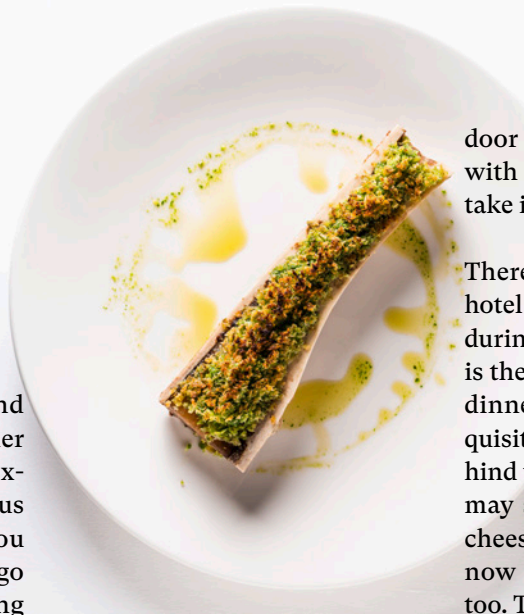 nd
er
x-
us
ou
go
ng
door
with
take i
There
hotel
durin
is the
dinne
quisit
hind
may
chees
now
too. T